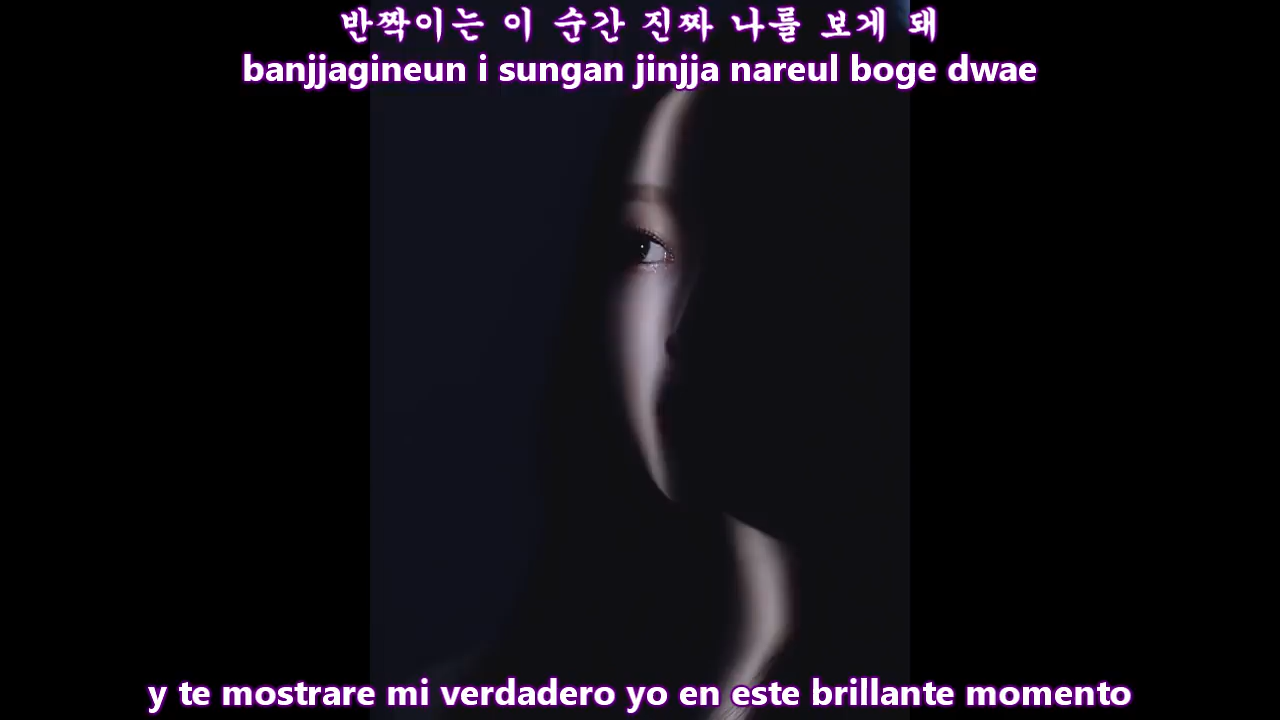 반짝이는 이 순간 진짜 나를 보게 돼
banjjagineun i sungan jinjja nareul boge dwae
y te mostrare mi verdadero yo en este brillante momento